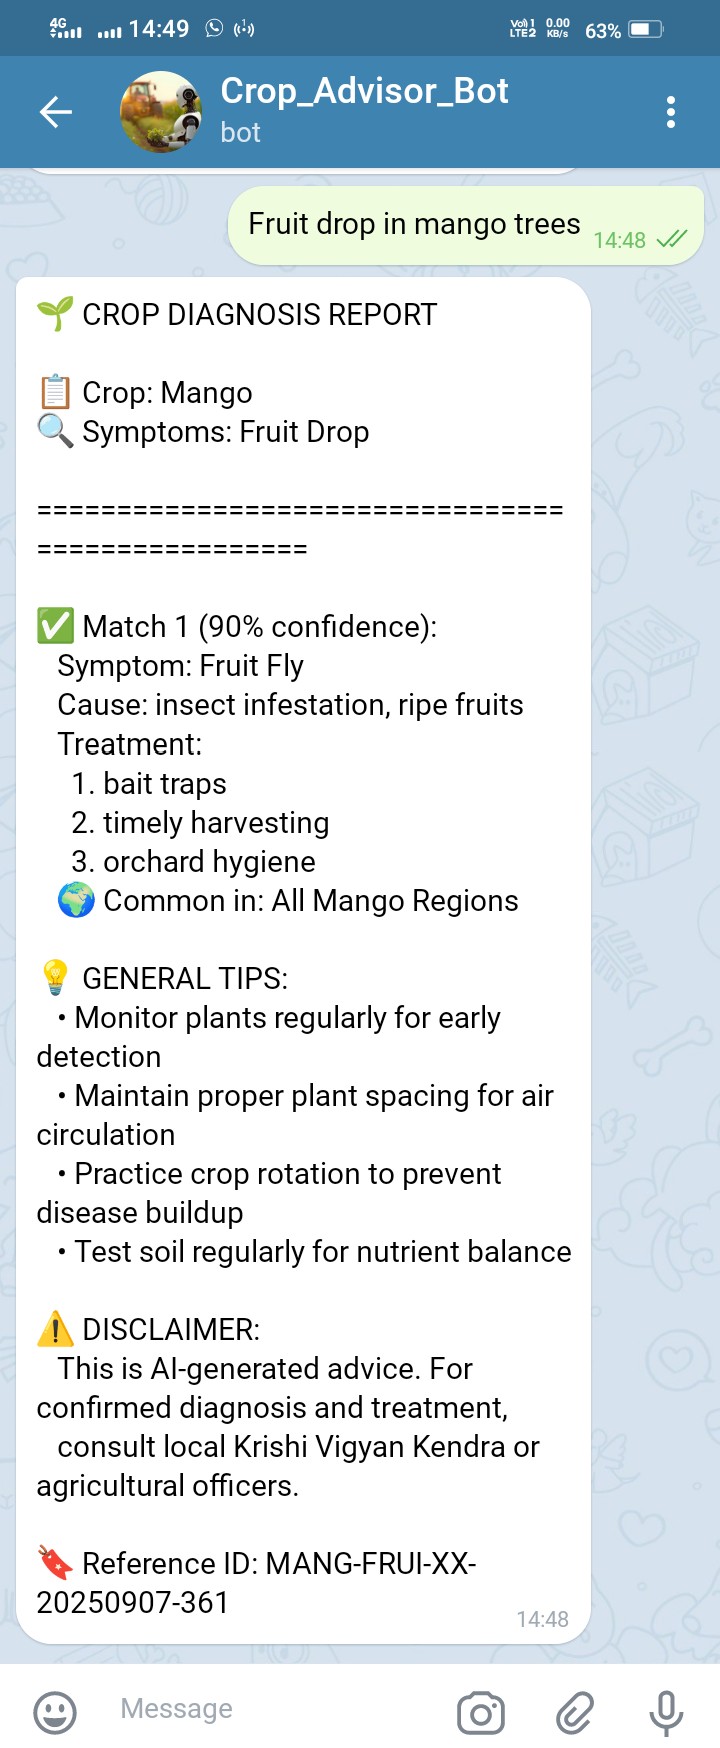 4G 14:49 Vo)) 1 LTE2 0.00 KB/s 63%
Crop_Advisor_Bot
bot
Fruit drop in mango trees 14:48
🌱 CROP DIAGNOSIS REPORT
📋 Crop: Mango
🔍 Symptoms: Fruit Drop
=================================
=================
✅ Match 1 (90% confidence):
Symptom: Fruit Fly
Cause: insect infestation, ripe fruits
Treatment:
1. bait traps
2. timely harvesting
3. orchard hygiene
🌍 Common in: All Mango Regions
💡 GENERAL TIPS:
• Monitor plants regularly for early
detection
• Maintain proper plant spacing for air
circulation
• Practice crop rotation to prevent
disease buildup
• Test soil regularly for nutrient balance
⚠️ DISCLAIMER:
This is AI-generated advice. For
confirmed diagnosis and treatment,
consult local Krishi Vigyan Kendra or
agricultural officers.
🔖 Reference ID: MANG-FRUI-XX-
20250907-361
14:48
Message